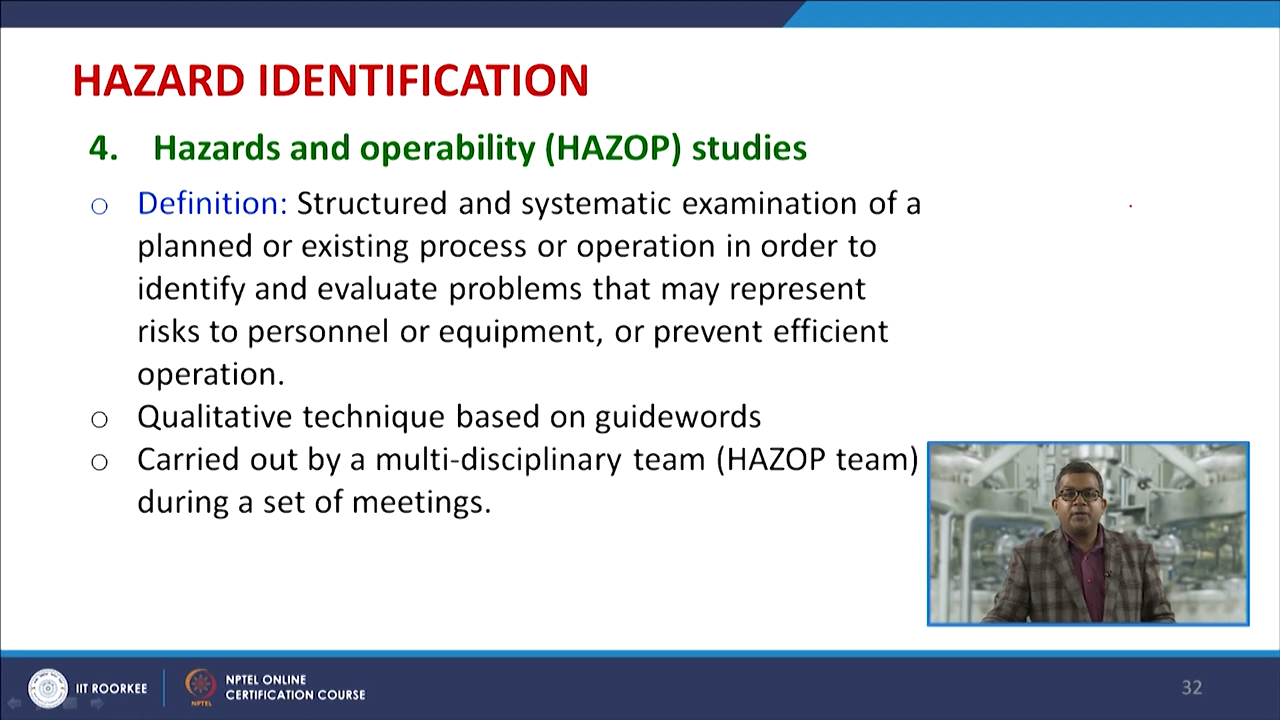 HAZARD IDENTIFICATION
4. Hazards and operability (HAZOP) studies
o Definition: Structured and systematic examination of a
planned or existing process or operation in order to
identify and evaluate problems that may represent
risks to personnel or equipment, or prevent efficient
operation.
o Qualitative technique based on guidewords
o Carried out by a multi-disciplinary team (HAZOP team)
during a set of meetings.
IIT ROORKEE
NPTEL
NPTEL ONLINE
CERTIFICATION COURSE
32